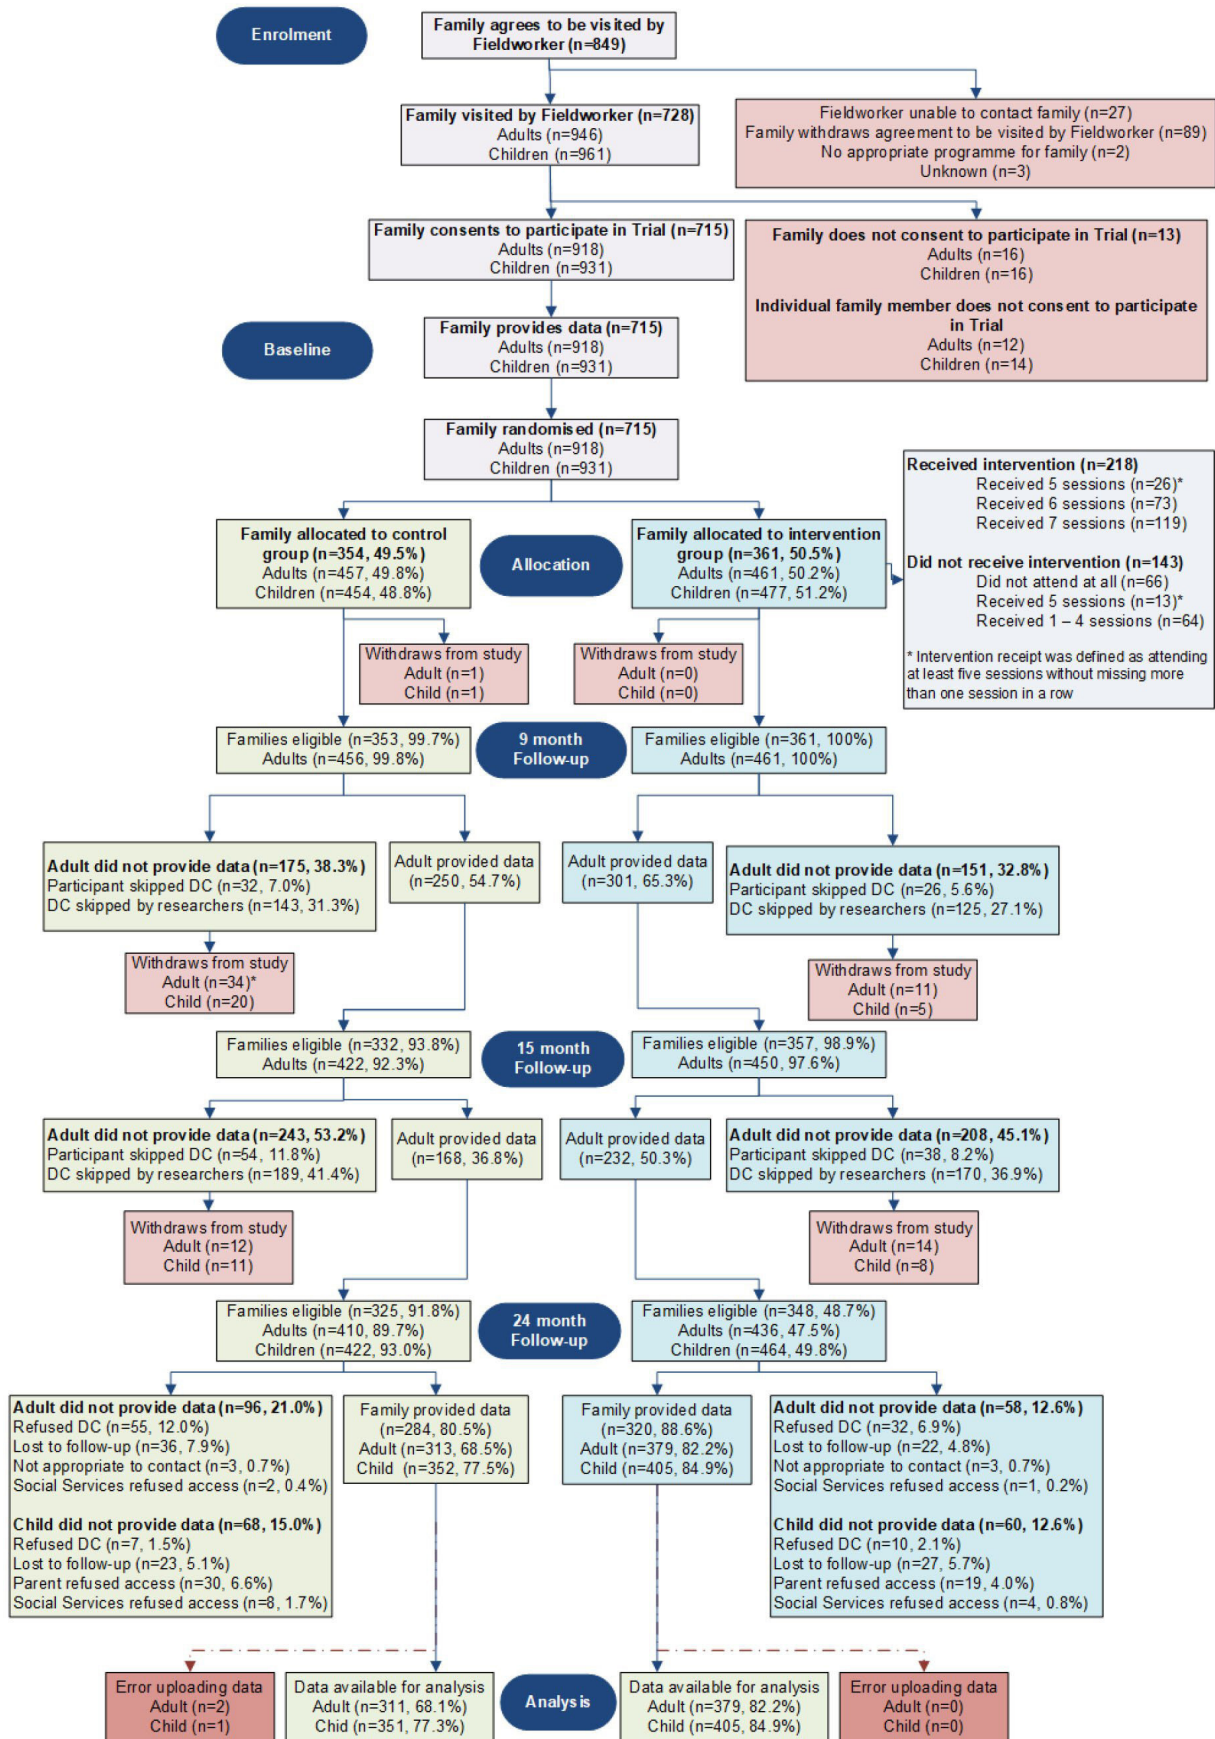 Enrolment
Family agrees to be visited by
Fieldworker (n=849)
Family visited by Fieldworker (n=728)
Adults (n=946)
Children (n=961)
Fieldworker unable to contact family (n=27)
Family withdraws agreement to be visited by Fieldworker (n=89)
No appropriate programme for family (n=2)
Unknown (n=3)
Family consents to participate in Trial (n=715)
Adults (n=918)
Children (n=931)
Family does not consent to participate in Trial (n=13)
Adults (n=16)
Children (n=16)
Individual family member does not consent to participate
in Trial
Adults (n=12)
Children (n=14)
Baseline
Family provides data (n=715)
Adults (n=918)
Children (n=931)
Family randomised (n=715)
Adults (n=918)
Children (n=931)
Received intervention (n=218)
Received 5 sessions (n=26)*
Received 6 sessions (n=73)
Received 7 sessions (n=119)
Did not receive intervention (n=143)
Did not attend at all (n=66)
Received 5 sessions (n=13)*
Received 1 – 4 sessions (n=64)
* Intervention receipt was defined as attending
at least five sessions without missing more
than one session in a row
Family allocated to control
group (n=354, 49.5%)
Adults (n=457, 49.8%)
Children (n=454, 48.8%)
Allocation
Family allocated to intervention
group (n=361, 50.5%)
Adults (n=461, 50.2%)
Children (n=477, 51.2%)
Withdraws from study
Adult (n=1)
Child (n=1)
Withdraws from study
Adult (n=0)
Child (n=0)
Families eligible (n=353, 99.7%)
Adults (n=456, 99.8%)
9 month
Follow-up
Families eligible (n=361, 100%)
Adults (n=461, 100%)
Adult did not provide data (n=175, 38.3%)
Participant skipped DC (n=32, 7.0%)
DC skipped by researchers (n=143, 31.3%)
Adult provided data
(n=250, 54.7%)
Adult provided data
(n=301, 65.3%)
Adult did not provide data (n=151, 32.8%)
Participant skipped DC (n=26, 5.6%)
DC skipped by researchers (n=125, 27.1%)
Withdraws from study
Adult (n=34)*
Child (n=20)
Withdraws from study
Adult (n=11)
Child (n=5)
Families eligible (n=332, 93.8%)
Adults (n=422, 92.3%)
15 month
Follow-up
Families eligible (n=357, 98.9%)
Adults (n=450, 97.6%)
Adult did not provide data (n=243, 53.2%)
Participant skipped DC (n=54, 11.8%)
DC skipped by researchers (n=189, 41.4%)
Adult provided data
(n=168, 36.8%)
Adult provided data
(n=232, 50.3%)
Adult did not provide data (n=208, 45.1%)
Participant skipped DC (n=38, 8.2%)
DC skipped by researchers (n=170, 36.9%)
Withdraws from study
Adult (n=12)
Child (n=11)
Withdraws from study
Adult (n=14)
Child (n=8)
Families eligible (n=325, 91.8%)
Adults (n=410, 89.7%)
Children (n=422, 93.0%)
24 month
Follow-up
Families eligible (n=348, 48.7%)
Adults (n=436, 47.5%)
Children (n=464, 49.8%)
Adult did not provide data (n=96, 21.0%)
Refused DC (n=55, 12.0%)
Lost to follow-up (n=36, 7.9%)
Not appropriate to contact (n=3, 0.7%)
Social Services refused access (n=2, 0.4%)
Child did not provide data (n=68, 15.0%)
Refused DC (n=7, 1.5%)
Lost to follow-up (n=23, 5.1%)
Parent refused access (n=30, 6.6%)
Social Services refused access (n=8, 1.7%)
Family provided data
(n=284, 80.5%)
Adult (n=313, 68.5%)
Child (n=352, 77.5%)
Family provided data
(n=320, 88.6%)
Adult (n=379, 82.2%)
Child (n=405, 84.9%)
Adult did not provide data (n=58, 12.6%)
Refused DC (n=32, 6.9%)
Lost to follow-up (n=22, 4.8%)
Not appropriate to contact (n=3, 0.7%)
Social Services refused access (n=1, 0.2%)
Child did not provide data (n=60, 12.6%)
Refused DC (n=10, 2.1%)
Lost to follow-up (n=27, 5.7%)
Parent refused access (n=19, 4.0%)
Social Services refused access (n=4, 0.8%)
Error uploading data
Adult (n=2)
Child (n=1)
Data available for analysis
Adult (n=311, 68.1%)
Chid (n=351, 77.3%)
Analysis
Data available for analysis
Adult (n=379, 82.2%)
Child (n=405, 84.9%)
Error uploading data
Adult (n=0)
Child (n=0)